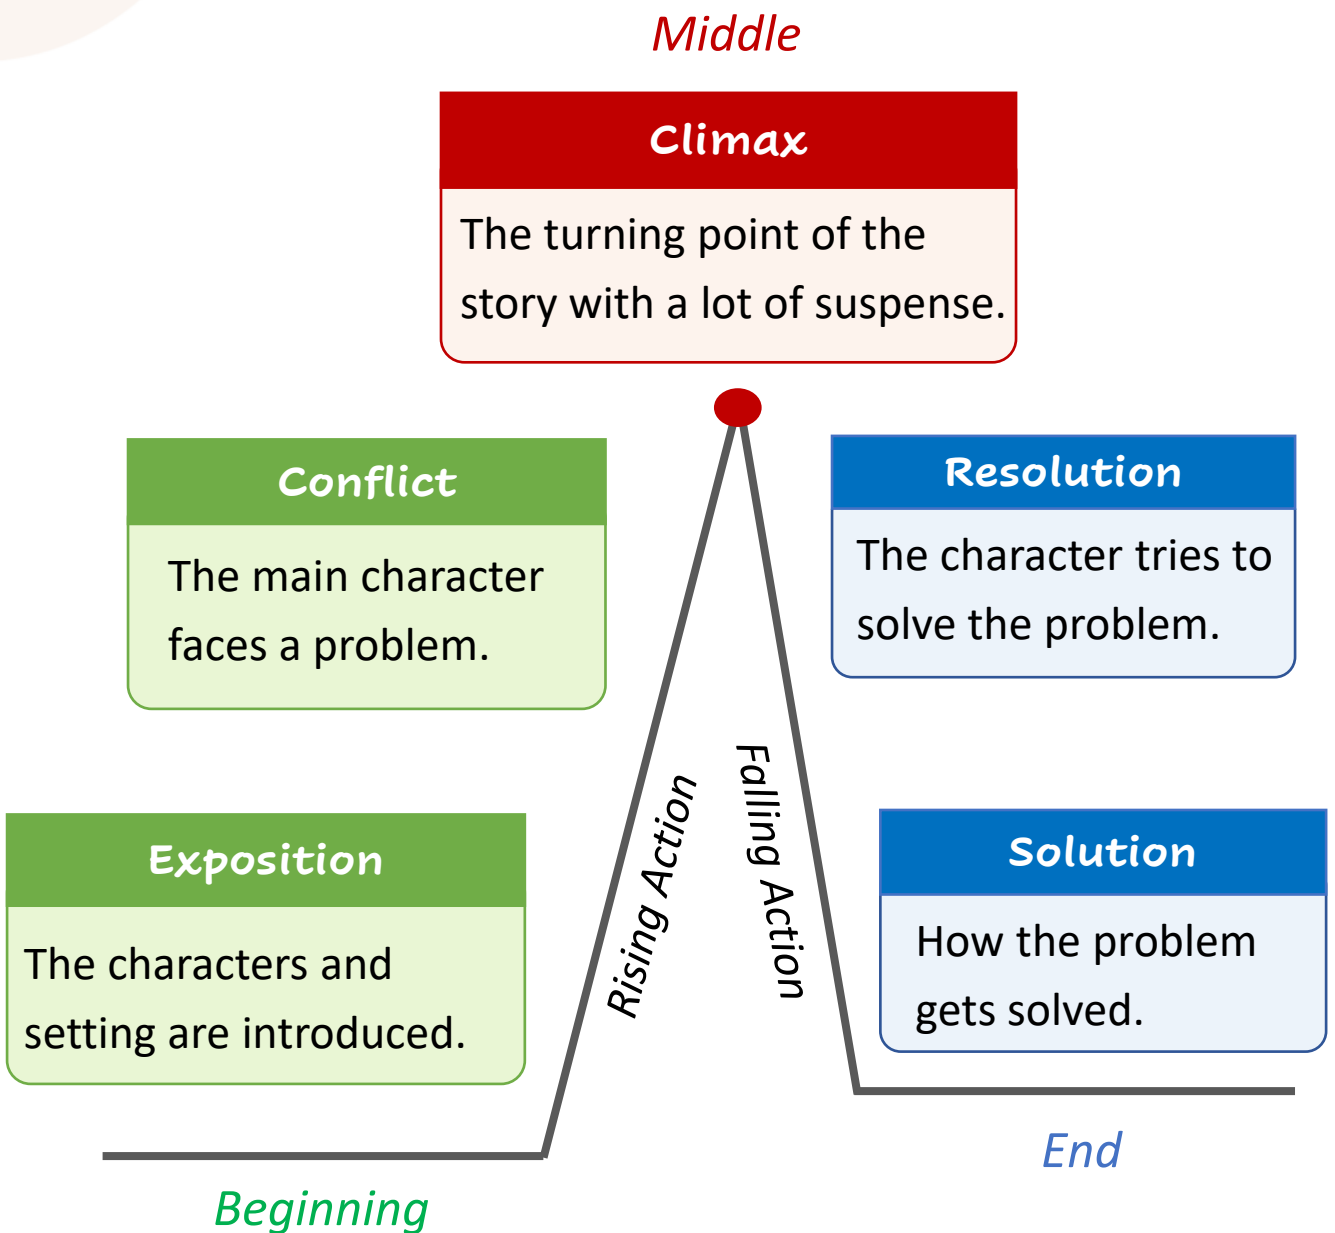 Middle
Climax
The turning point of the
story with a lot of suspense.
Conflict
The main character
faces a problem.
Resolution
The character tries to
solve the problem.
Rising Action
Falling Action
Exposition
The characters and
setting are introduced.
Solution
How the problem
gets solved.
Beginning
End